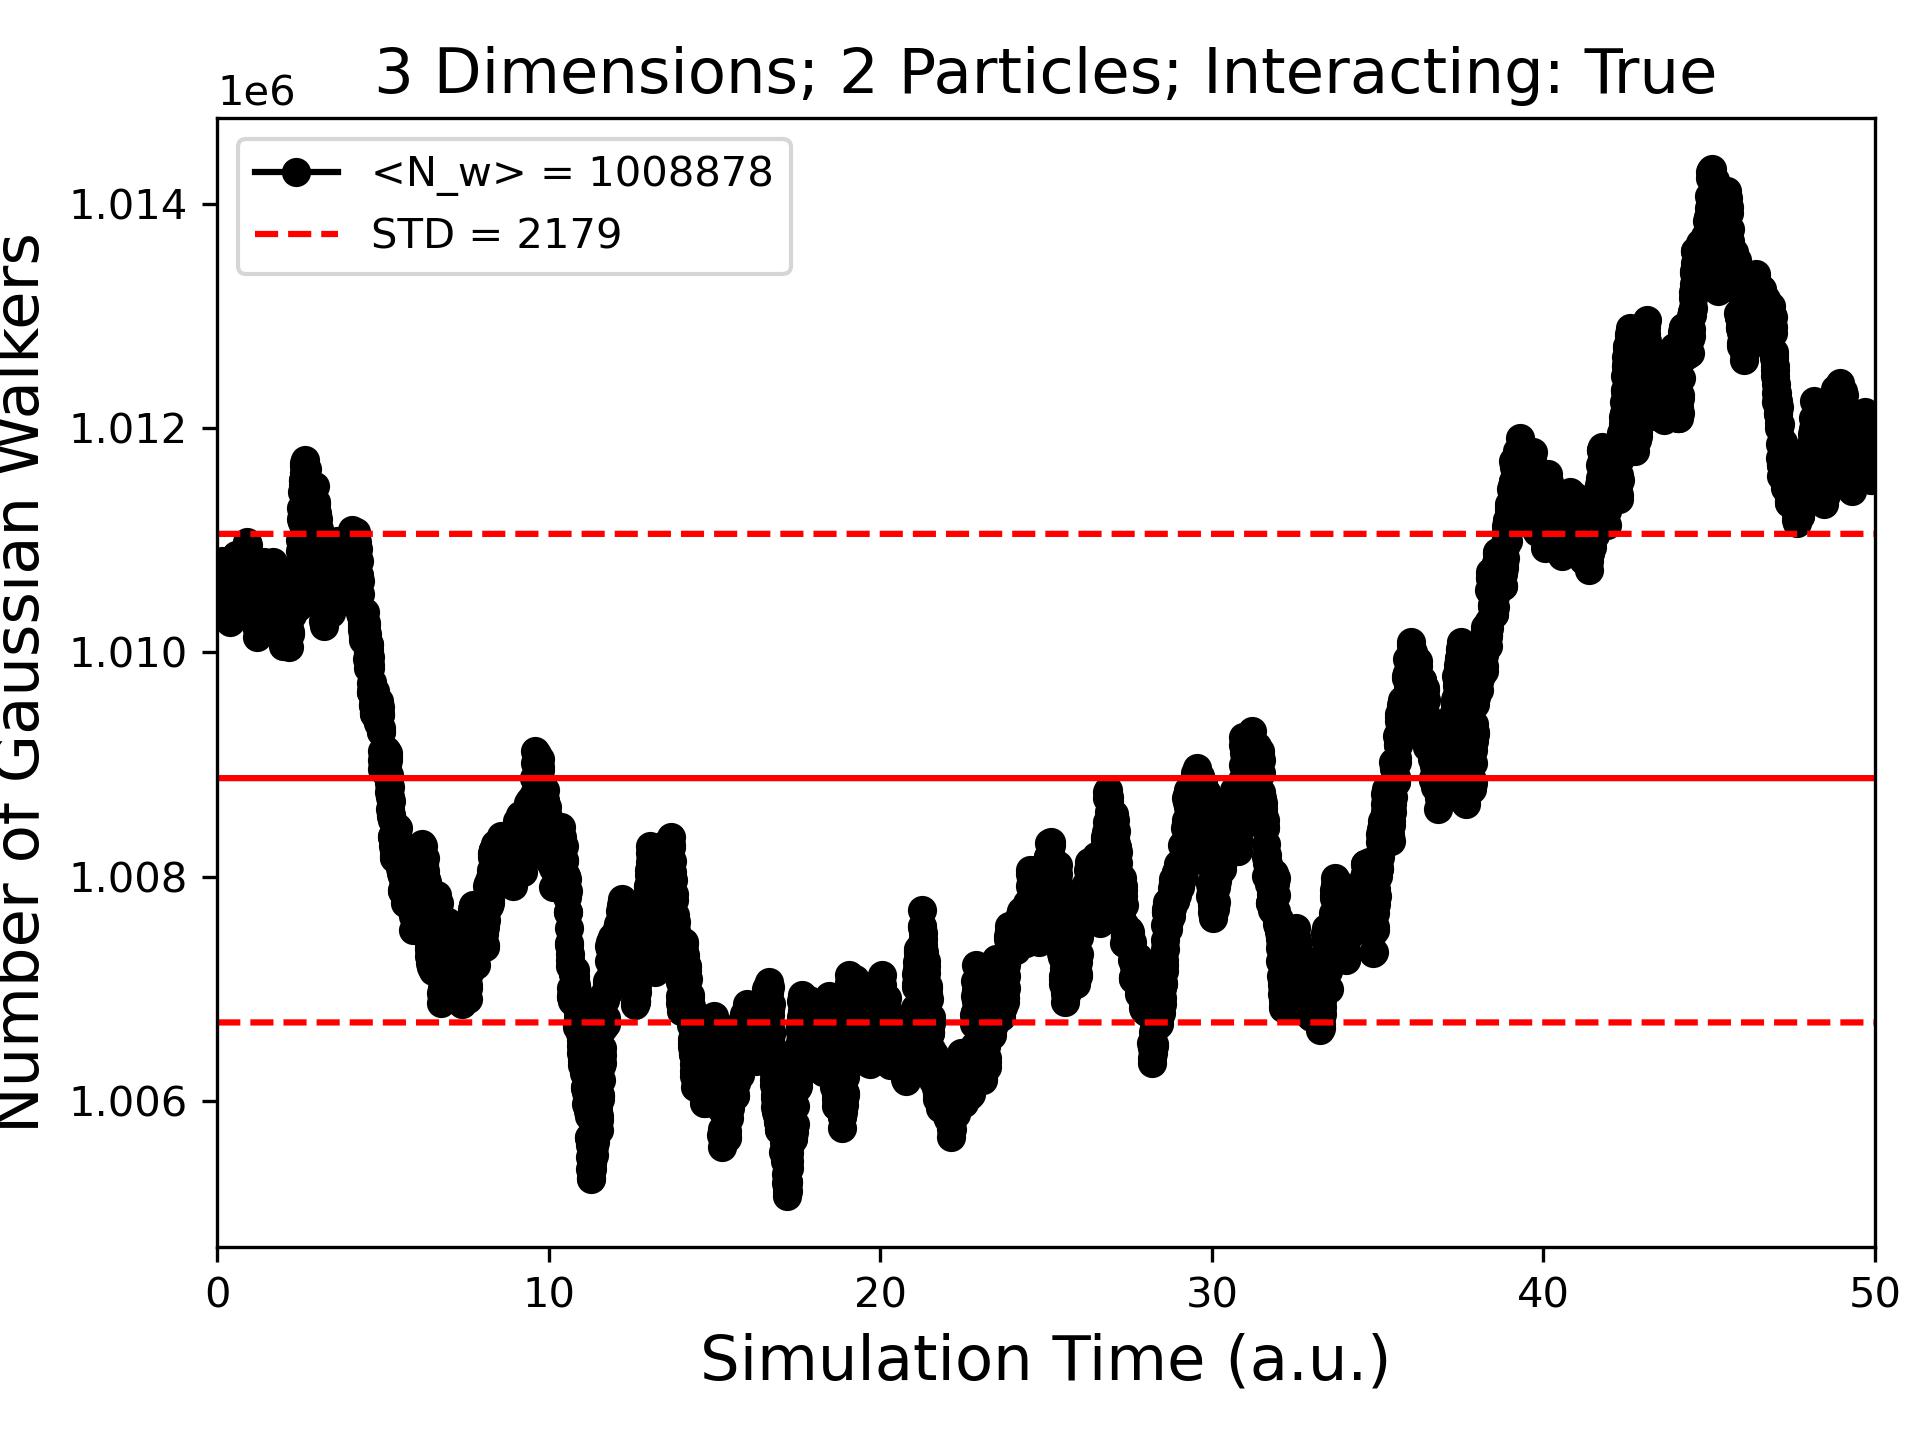 3 Dimensions; 2 Particles; Interacting: True
1e6
<N_w> = 1008878
STD = 2179
1.014
1.012
1.010
1.008
1.006
Number of Gaussian Walkers
0 10 20 30 40 50
Simulation Time (a.u.)